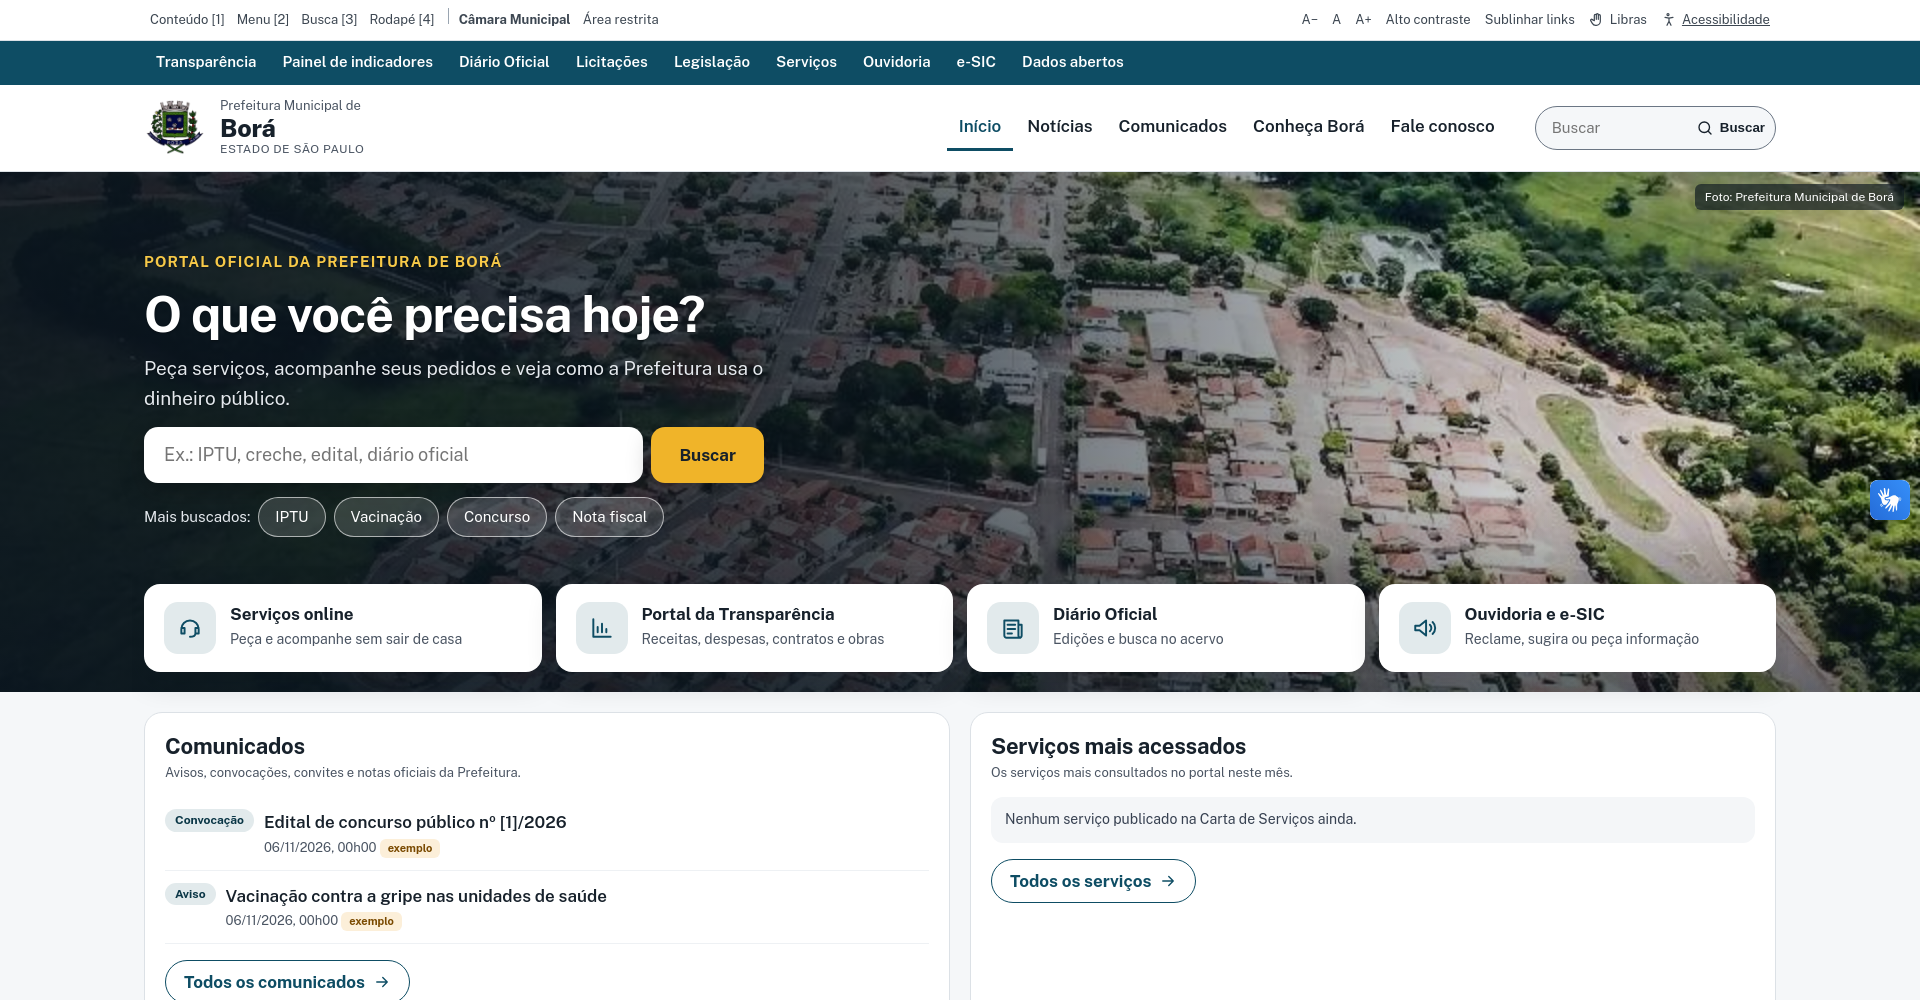 Conteúdo [1] Menu [2] Busca [3] Rodapé [4] Câmara Municipal Área restrita A− A A+ Alto contraste Sublinhar links Libras Acessibilidade
Transparência Painel de indicadores Diário Oficial Licitações Legislação Serviços Ouvidoria e-SIC Dados abertos
Prefeitura Municipal de
Borá
ESTADO DE SÃO PAULO
Início Notícias Comunicados Conheça Borá Fale conosco Buscar Buscar
Foto: Prefeitura Municipal de Borá
PORTAL OFICIAL DA PREFEITURA DE BORÁ
O que você precisa hoje?
Peça serviços, acompanhe seus pedidos e veja como a Prefeitura usa o
dinheiro público.
Ex.: IPTU, creche, edital, diário oficial Buscar
Mais buscados: IPTU Vacinação Concurso Nota fiscal
Serviços online
Peça e acompanhe sem sair de casa
Portal da Transparência
Receitas, despesas, contratos e obras
Diário Oficial
Edições e busca no acervo
Ouvidoria e e-SIC
Reclame, sugira ou peça informação
Comunicados
Avisos, convocações, convites e notas oficiais da Prefeitura.
Convocação Edital de concurso público nº [1]/2026
06/11/2026, 00h00 exemplo
Aviso Vacinação contra a gripe nas unidades de saúde
06/11/2026, 00h00 exemplo
Todos os comunicados
Serviços mais acessados
Os serviços mais consultados no portal neste mês.
Nenhum serviço publicado na Carta de Serviços ainda.
Todos os serviços